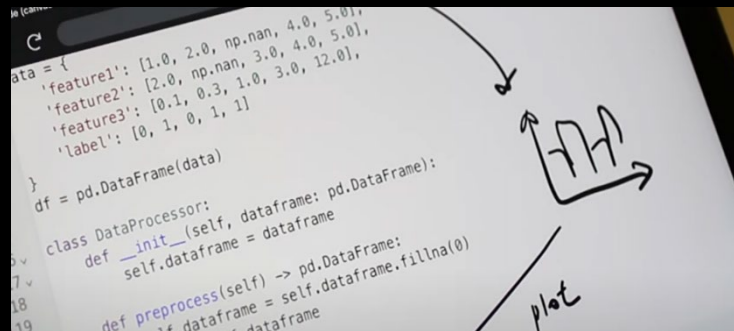 ata = {
'feature1': [1.0, 2.0, np.nan, 4.0, 5.0],
'feature2': [2.0, np.nan, 3.0, 4.0, 5.0],
'feature3': [0.1, 0.3, 1.0, 3.0, 12.0],
'label': [0, 1, 0, 1, 1]
}
df = pd.DataFrame(data)
class DataProcessor:
def __init__(self, dataframe: pd.DataFrame):
self.dataframe = dataframe
7
18
def preprocess(self) -> pd.DataFrame:
19
f.dataframe = self.dataframe.fillna(0)
dataframe
plot